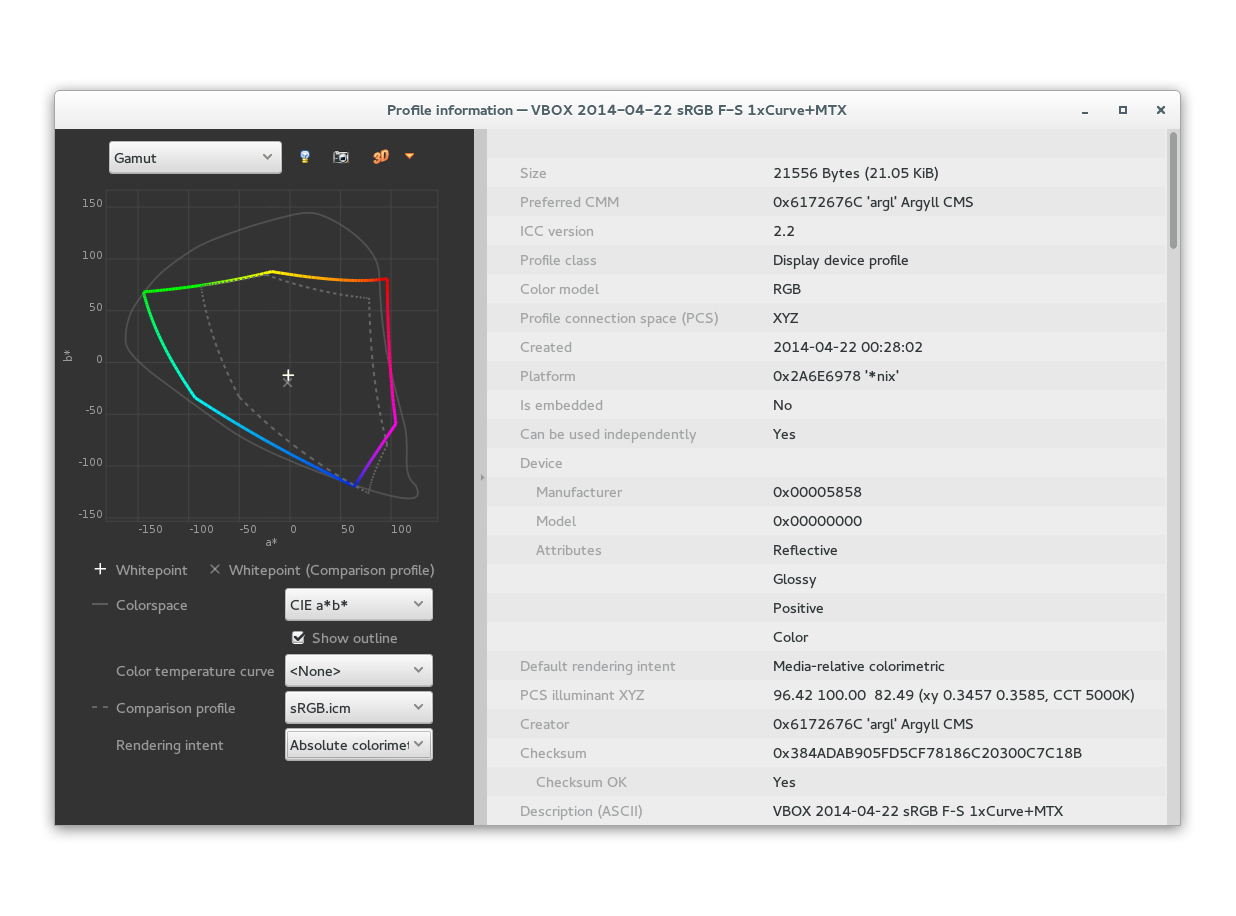 Profile information — VBOX 2014-04-22 sRGB F-S 1xCurve+MTX
Gamut
3D
150
100
50
0
-50
-100
-150
b*
-150 -100 -50 0 50 100
a*
Whitepoint Whitepoint (Comparison profile)
Colorspace CIE a*b*
Show outline
Color temperature curve <None>
Comparison profile sRGB.icm
Rendering intent Absolute colorimet
Size 21556 Bytes (21.05 KiB)
Preferred CMM 0x6172676C 'argl' Argyll CMS
ICC version 2.2
Profile class Display device profile
Color model RGB
Profile connection space (PCS) XYZ
Created 2014-04-22 00:28:02
Platform 0x2A6E6978 '*nix'
Is embedded No
Can be used independently Yes
Device
Manufacturer 0x00005858
Model 0x00000000
Attributes Reflective
Glossy
Positive
Color
Default rendering intent Media-relative colorimetric
PCS illuminant XYZ 96.42 100.00 82.49 (xy 0.3457 0.3585, CCT 5000K)
Creator 0x6172676C 'argl' Argyll CMS
Checksum 0x384ADAB905FD5CF78186C20300C7C18B
Checksum OK Yes
Description (ASCII) VBOX 2014-04-22 sRGB F-S 1xCurve+MTX